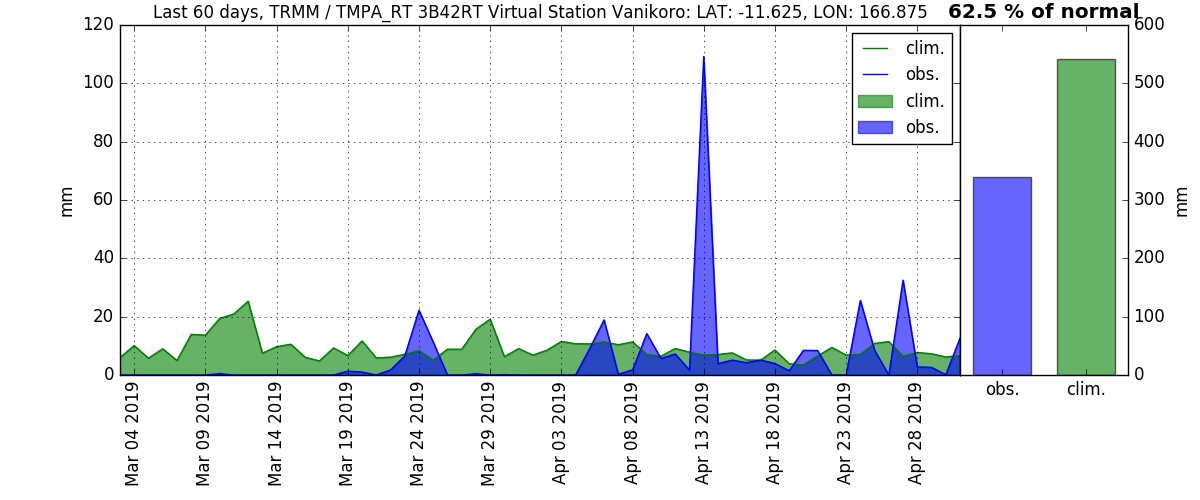 Last 60 days, TRMM / TMPA_RT 3B42RT Virtual Station Vanikoro: LAT: -11.625, LON: 166.875
62.5 % of normal
120
100
80
60
40
20
0
mm
clim.
obs.
clim.
obs.
600
500
400
300
200
100
0
mm
Mar 04 2019
Mar 09 2019
Mar 14 2019
Mar 19 2019
Mar 24 2019
Mar 29 2019
Apr 03 2019
Apr 08 2019
Apr 13 2019
Apr 18 2019
Apr 23 2019
Apr 28 2019
obs.
clim.